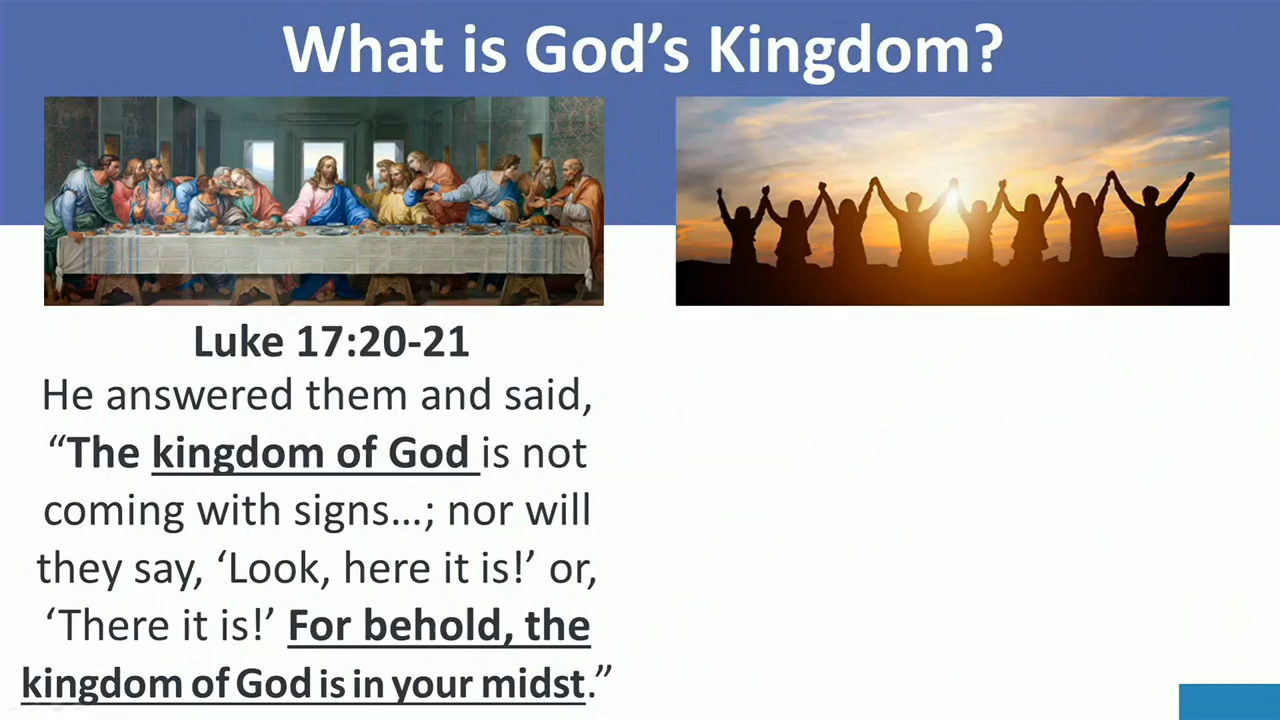 What is God’s Kingdom?
Luke 17:20-21
He answered them and said,
“The kingdom of God is not
coming with signs...; nor will
they say, ‘Look, here it is!’ or,
‘There it is!’ For behold, the
kingdom of God is in your midst.”